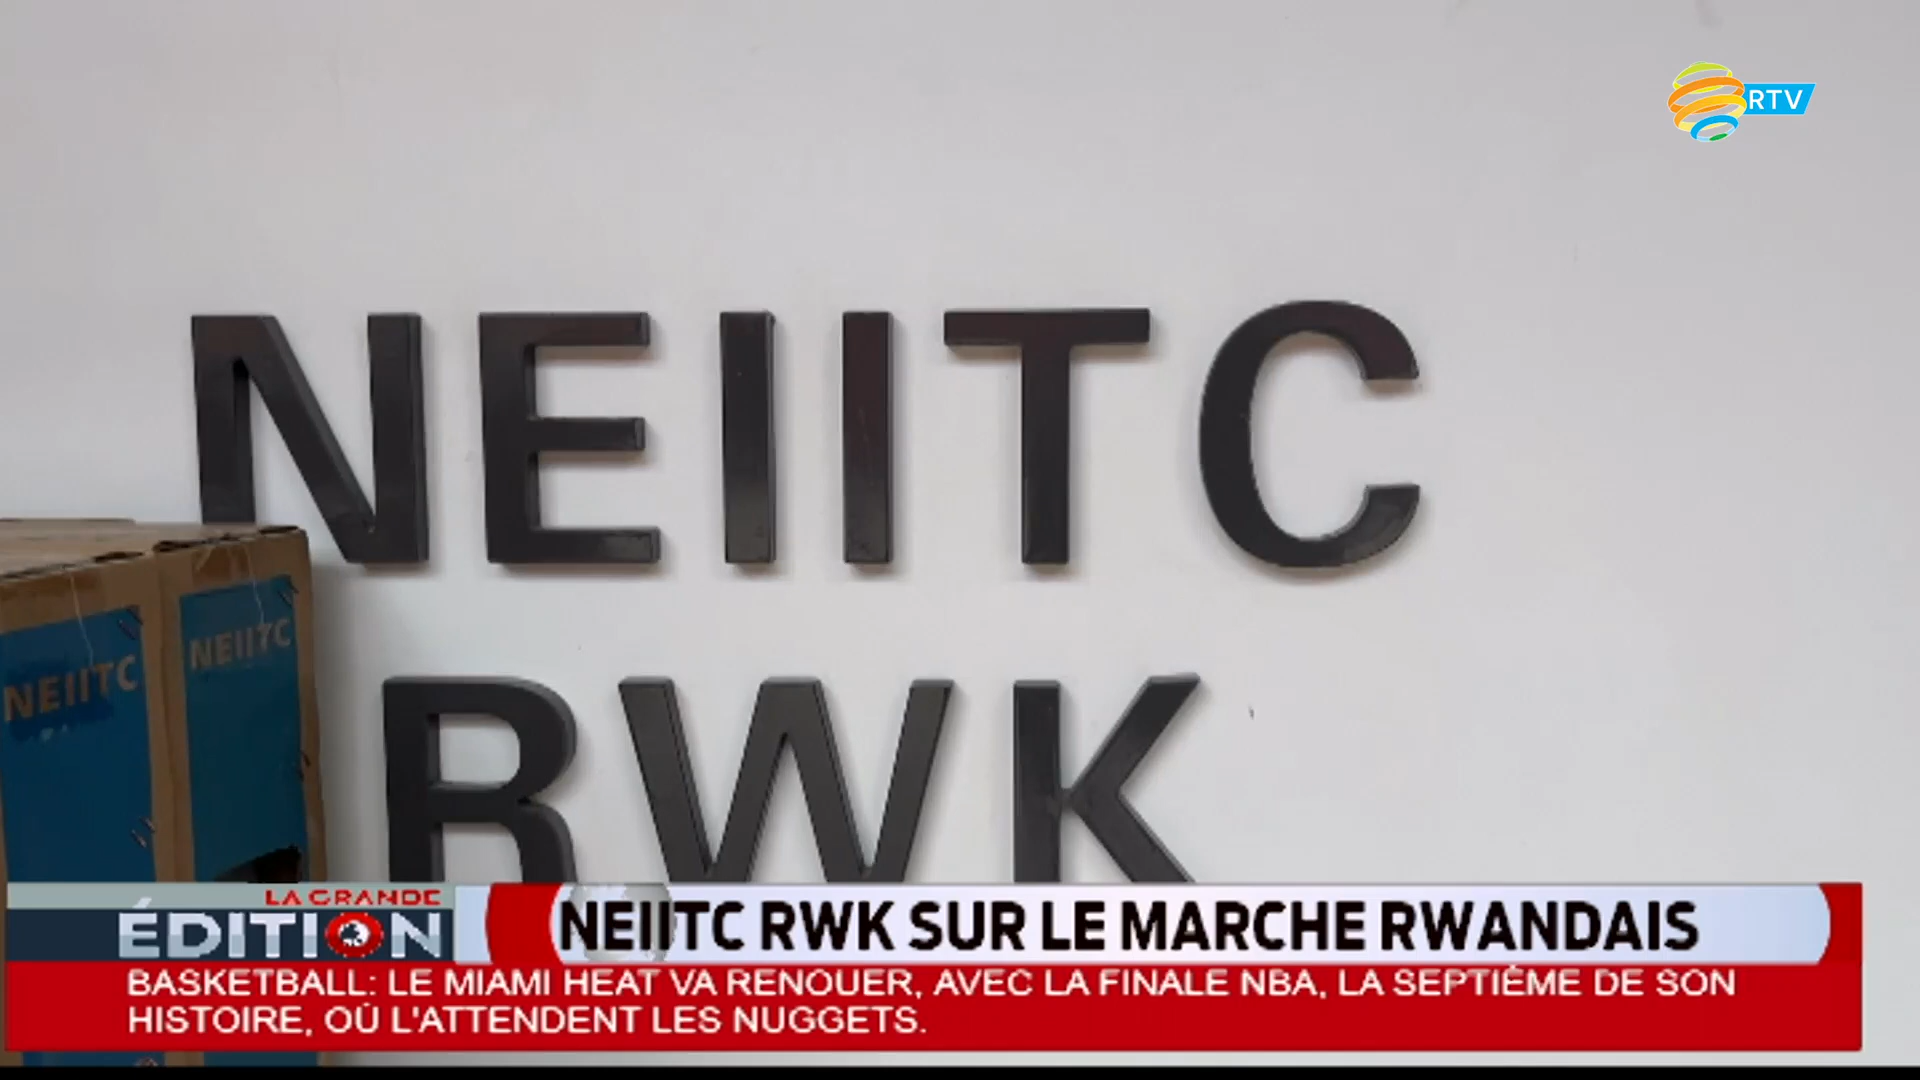 RTV
NEIITC
NEIITC
NEIITC
RWK
LA GRANDE
ÉDITION
NEIITC RWK SUR LE MARCHE RWANDAIS
BASKETBALL: LE MIAMI HEAT VA RENOUER, AVEC LA FINALE NBA, LA SEPTIÈME DE SON
HISTOIRE, OÙ L'ATTENDENT LES NUGGETS.